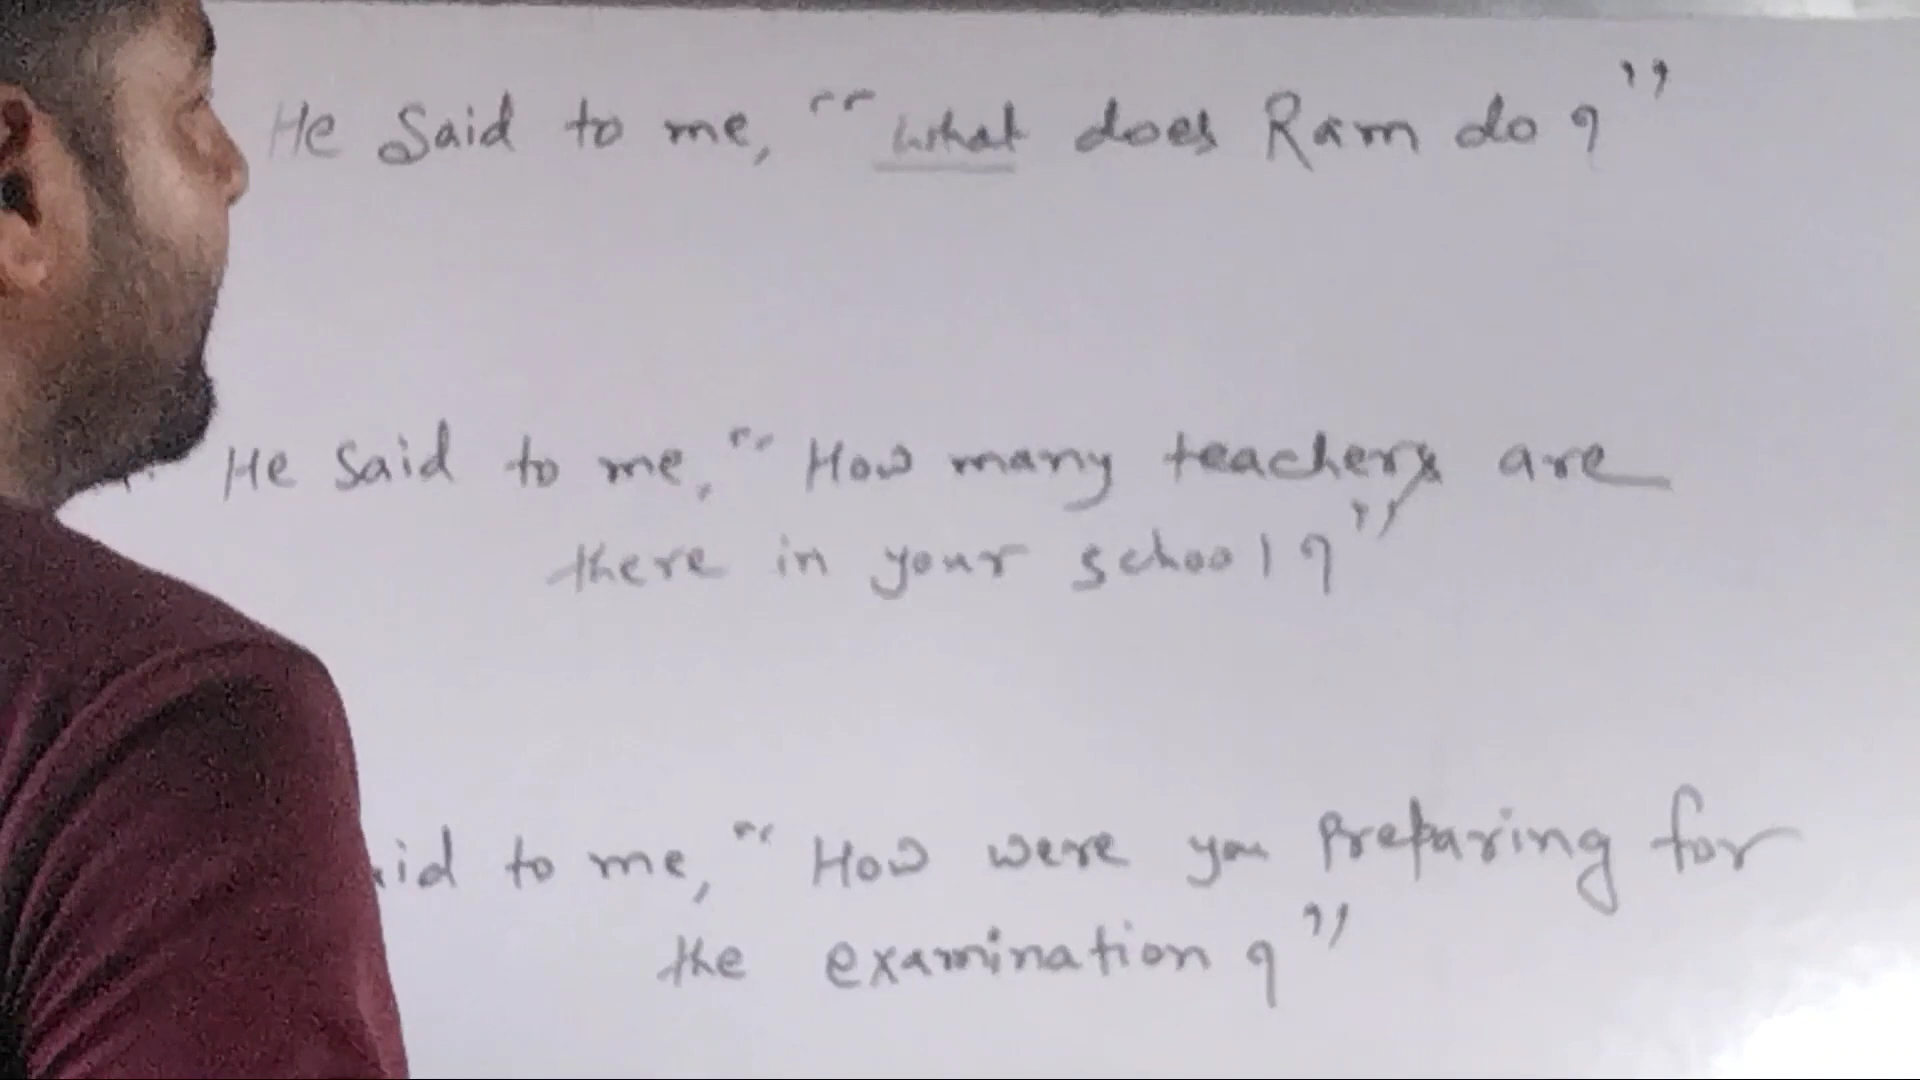 He Said to me, "what does Ram do?"
He Said to me, "How many teachers are
there in your school?"
to me, "How were you Preparing for
the examination?"